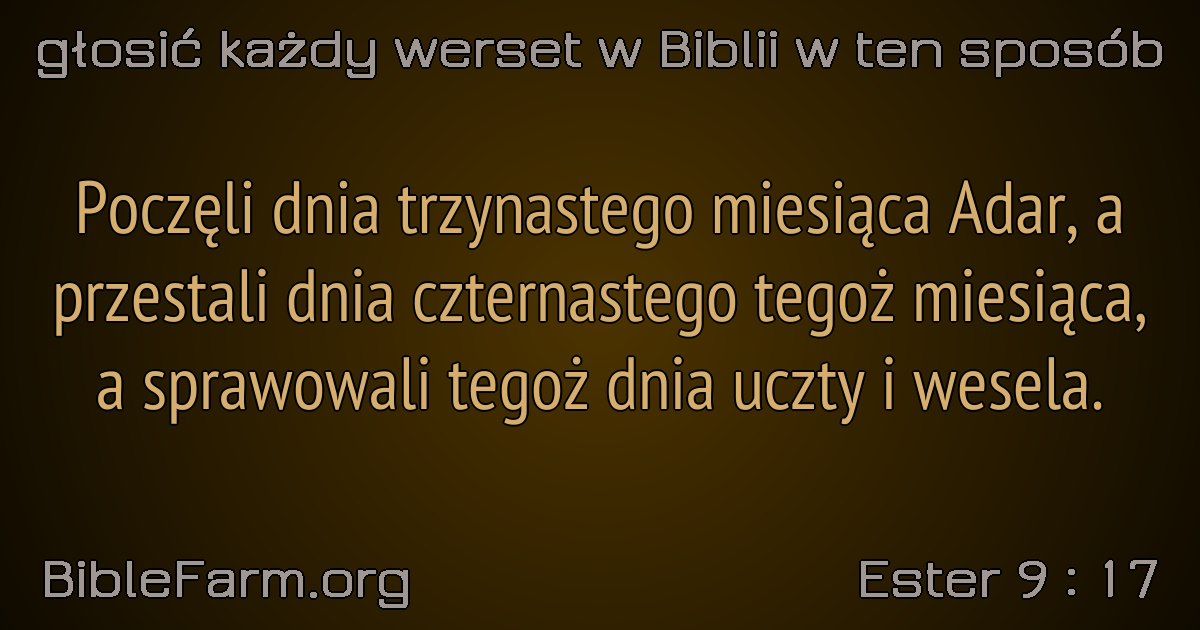 głosić każdy werset w Biblii w ten sposób
Poczęli dnia trzynastego miesiąca Adar, a
przestali dnia czternastego tegoż miesiąca,
a sprawowali tegoż dnia uczty i wesela.
BibleFarm.org
Ester 9 : 17